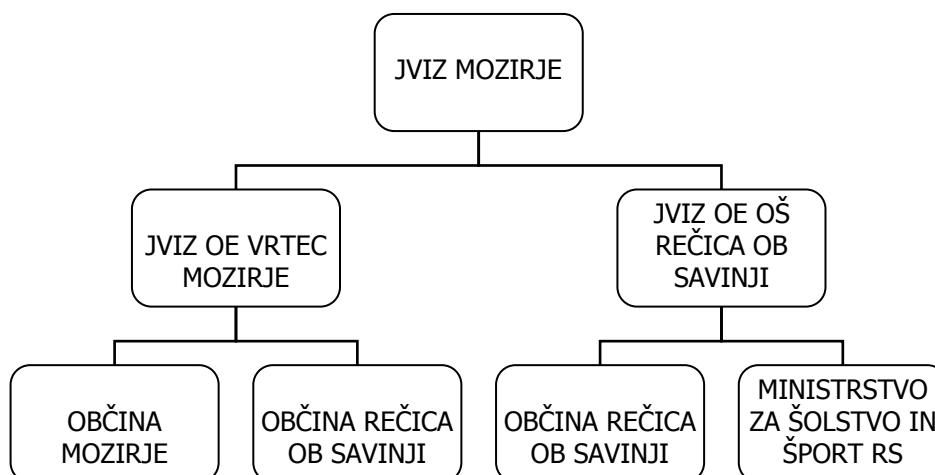 JVIZ MOZIRJE
JVIZ OE VRTEC
MOZIRJE
JVIZ OE OŠ
REČICA OB
SAVINJI
OBČINA
MOZIRJE
OBČINA REČICA
OB SAVINJI
OBČINA REČICA
OB SAVINJI
MINISTRSTVO
ZA ŠOLSTVO IN
ŠPORT RS